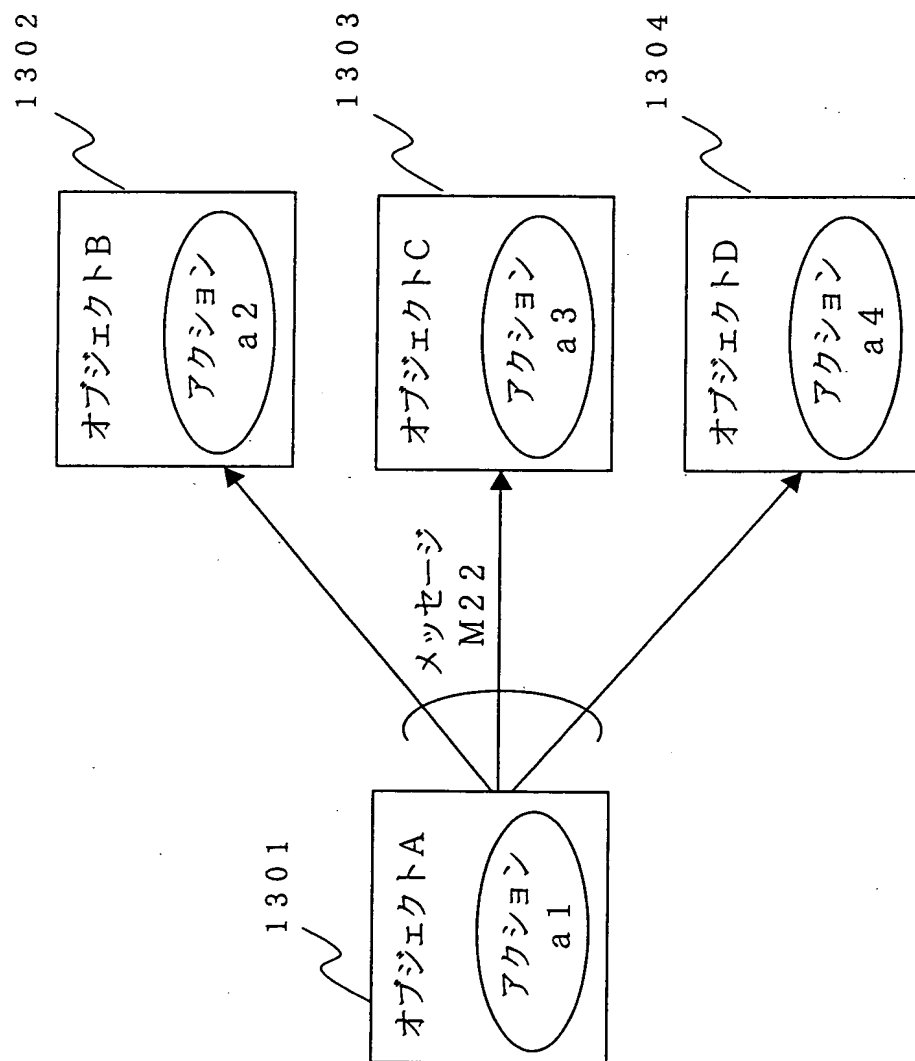 １３０１
オブジェクトA
アクション
a１
メッセージ
M２２
１３０２
オブジェクトB
アクション
a２
１３０３
オブジェクトC
アクション
a３
１３０４
オブジェクトD
アクション
a４